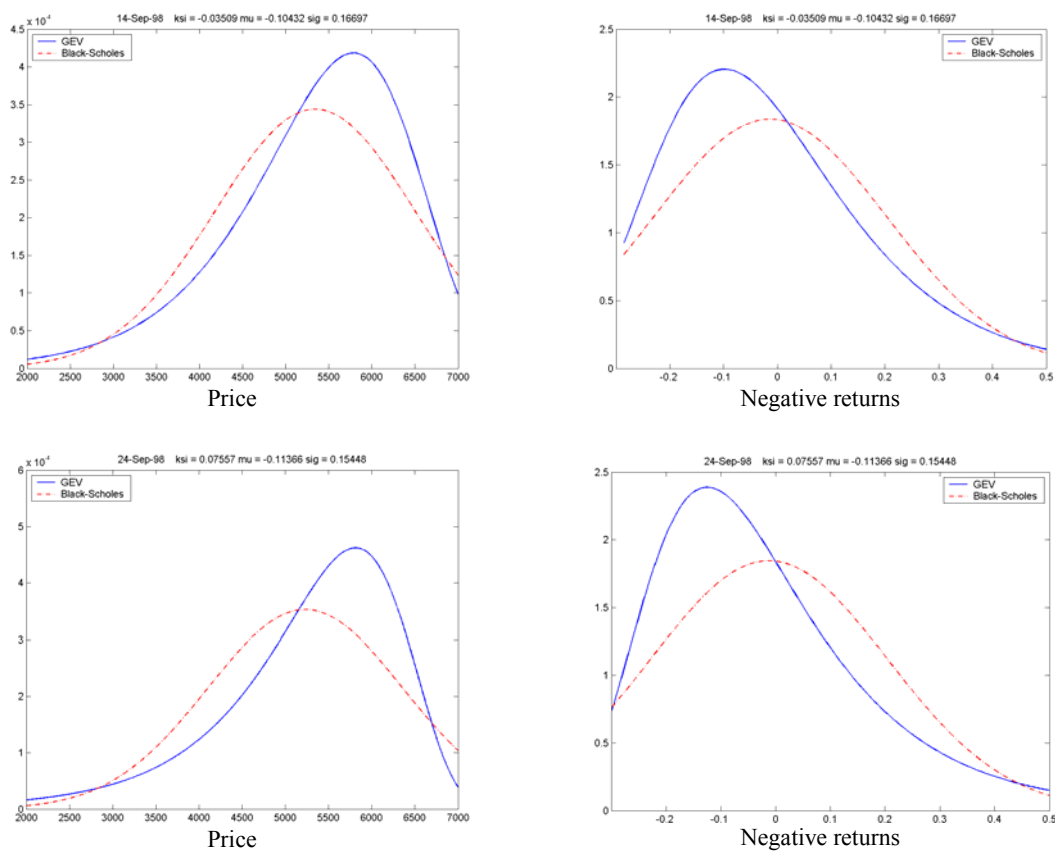 14-Sep-98 ksi = -0.03509 mu = -0.10432 sig = 0.16697
x 10⁻⁴
4.5
4
3.5
3
2.5
2
1.5
1
0.5
0
GEV
Black-Scholes
2000 2500 3000 3500 4000 4500 5000 5500 6000 6500 7000
Price
14-Sep-98 ksi = -0.03509 mu = -0.10432 sig = 0.16697
2.5
2
1.5
1
0.5
0
GEV
Black-Scholes
-0.2 -0.1 0 0.1 0.2 0.3 0.4 0.5
Negative returns
24-Sep-98 ksi = 0.07557 mu = -0.11366 sig = 0.15448
x 10⁻⁴
6
5
4
3
2
1
0
GEV
Black-Scholes
2000 2500 3000 3500 4000 4500 5000 5500 6000 6500 7000
Price
24-Sep-98 ksi = 0.07557 mu = -0.11366 sig = 0.15448
2.5
2
1.5
1
0.5
0
GEV
Black-Scholes
-0.2 -0.1 0 0.1 0.2 0.3 0.4 0.5
Negative returns